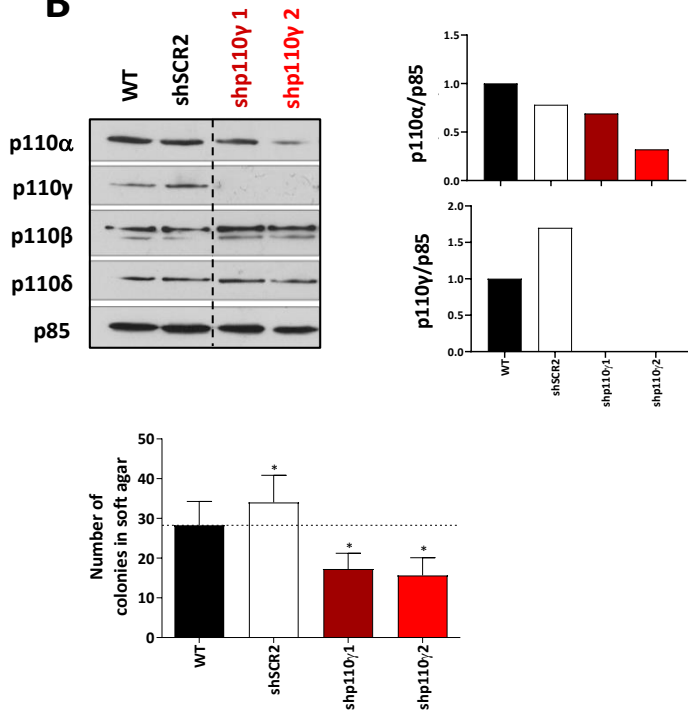 B
WT
shSCR2
shp110γ 1
shp110γ 2
p110α
p110γ
p110β
p110δ
p85
p110α/p85
1.5
1.0
0.5
0.0
p110γ/p85
2.0
1.5
1.0
0.5
0.0
WT
shSCR2
shp110γ1
shp110γ2
Number of
colonies in soft agar
50
40
30
20
10
0
*
*
*
WT
shSCR2
shp110γ1
shp110γ2